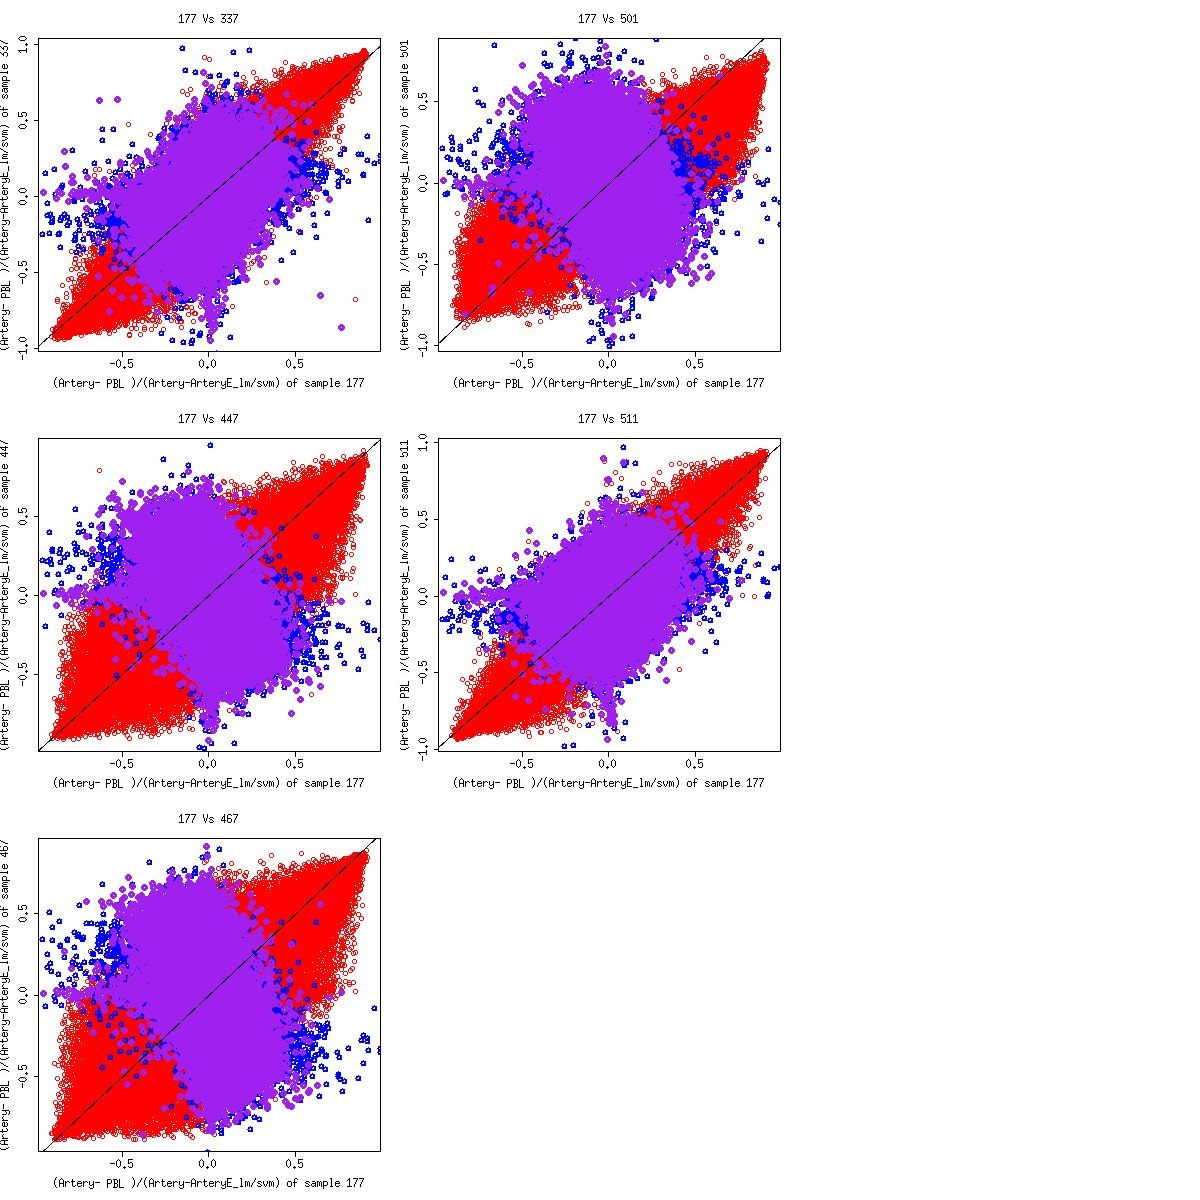 177 Vs 337
1.0
0.5
0.0
-0.5
-1.0
(Artery- PBL )/(Artery-ArteryE_lm/svm) of sample 337
-0.5 0.0 0.5
(Artery- PBL )/(Artery-ArteryE_lm/svm) of sample 177
177 Vs 501
0.5
0.0
-0.5
-1.0
(Artery- PBL )/(Artery-ArteryE_lm/svm) of sample 501
-0.5 0.0 0.5
(Artery- PBL )/(Artery-ArteryE_lm/svm) of sample 177
177 Vs 447
0.5
0.0
-0.5
(Artery- PBL )/(Artery-ArteryE_lm/svm) of sample 447
-0.5 0.0 0.5
(Artery- PBL )/(Artery-ArteryE_lm/svm) of sample 177
177 Vs 511
1.0
0.5
0.0
-0.5
-1.0
(Artery- PBL )/(Artery-ArteryE_lm/svm) of sample 511
-0.5 0.0 0.5
(Artery- PBL )/(Artery-ArteryE_lm/svm) of sample 177
177 Vs 467
0.5
0.0
-0.5
(Artery- PBL )/(Artery-ArteryE_lm/svm) of sample 467
-0.5 0.0 0.5
(Artery- PBL )/(Artery-ArteryE_lm/svm) of sample 177